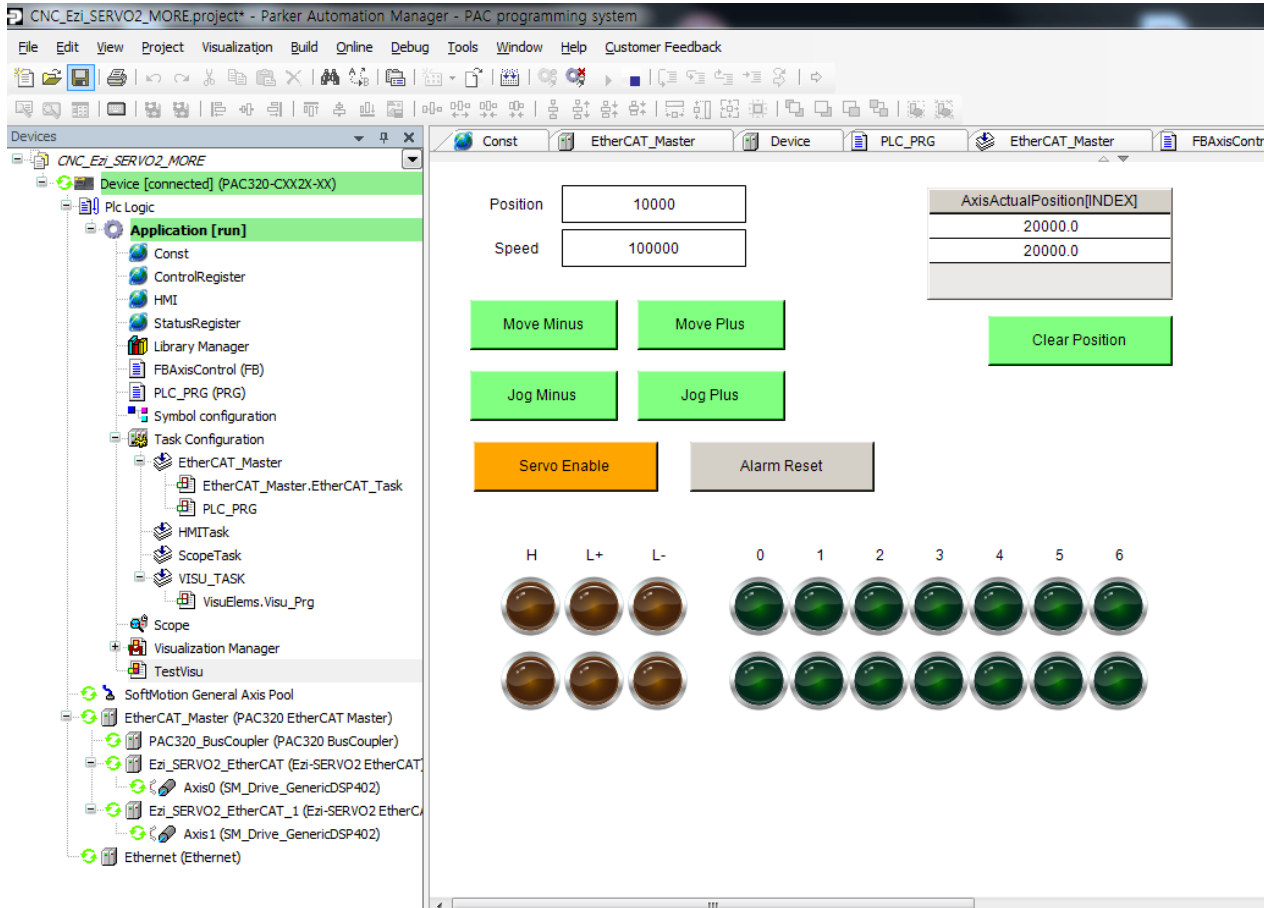 CNC_Ezi_SERVO2_MORE.project* - Parker Automation Manager - PAC programming system
File Edit View Project Visualization Build Online Debug Tools Window Help Customer Feedback
Devices
CNC_Ezi_SERVO2_MORE
Device [connected] (PAC320-CXX2X-XX)
Plc Logic
Application [run]
Const
ControlRegister
HMI
StatusRegister
Library Manager
FBAxisControl (FB)
PLC_PRG (PRG)
Symbol configuration
Task Configuration
EtherCAT_Master
EtherCAT_Master.EtherCAT_Task
PLC_PRG
HMITask
ScopeTask
VISU_TASK
VisuElems.Visu_Prg
Scope
Visualization Manager
TestVisu
SoftMotion General Axis Pool
EtherCAT_Master (PAC320 EtherCAT Master)
PAC320_BusCoupler (PAC320 BusCoupler)
Ezi_SERVO2_EtherCAT (Ezi-SERVO2 EtherCAT
Axis0 (SM_Drive_GenericDSP402)
Ezi_SERVO2_EtherCAT_1 (Ezi-SERVO2 EtherCA
Axis1 (SM_Drive_GenericDSP402)
Ethernet (Ethernet)
Const EtherCAT_Master Device PLC_PRG EtherCAT_Master FBAxisContr
Position 10000
Speed 100000
AxisActualPosition[INDEX]
20000.0
20000.0
Move Minus Move Plus
Clear Position
Jog Minus Jog Plus
Servo Enable Alarm Reset
H L+ L- 0 1 2 3 4 5 6